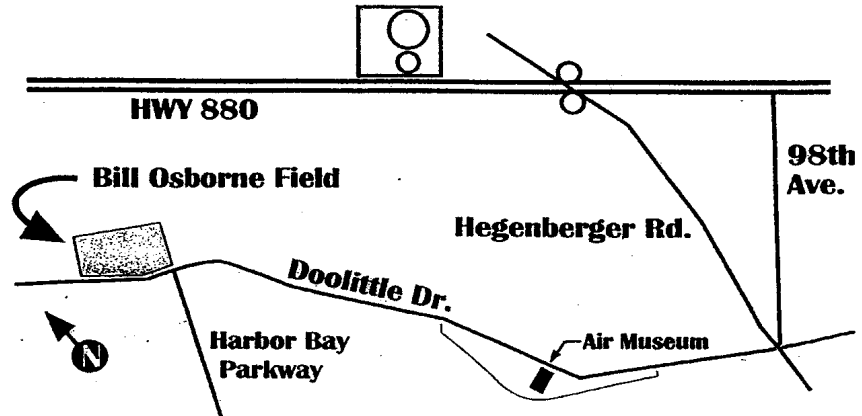 HWY 880
98th
Ave.
Bill Osborne Field
Hegenberger Rd.
Doolittle Dr.
Harbor Bay
Parkway
Air Museum
N